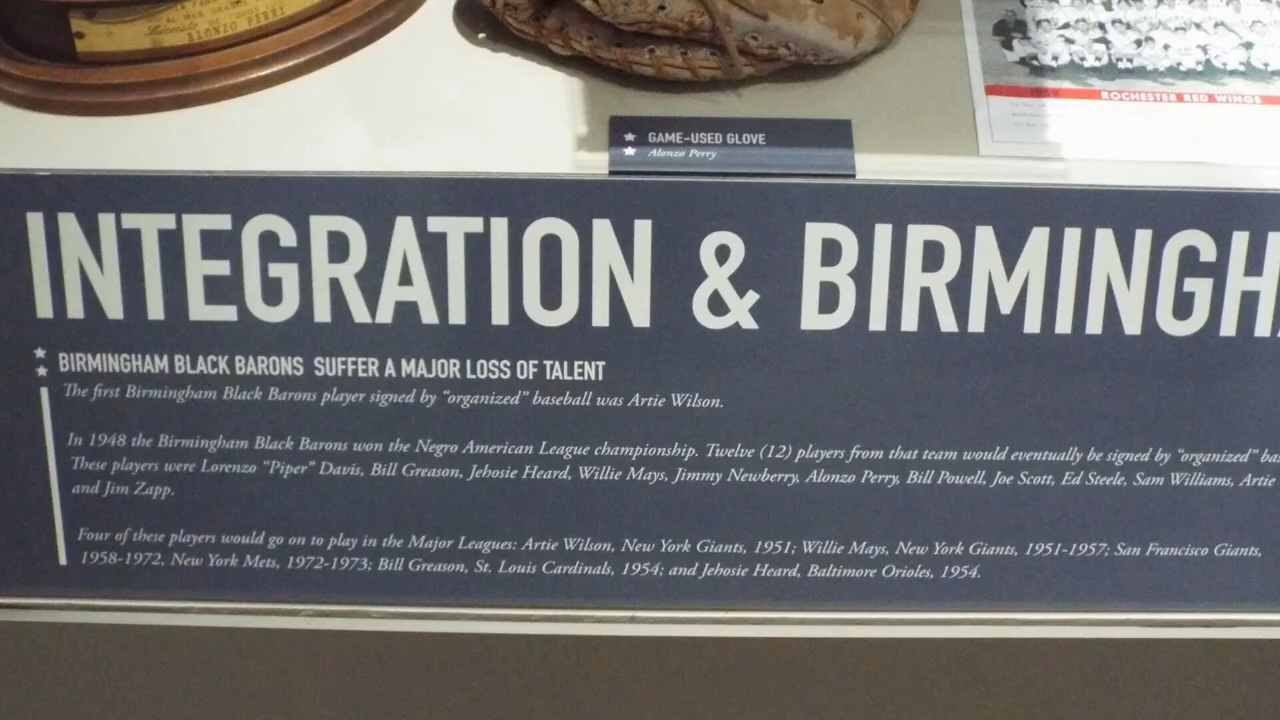 AL MAS GRANDE
DE TODOS
ALONZO PERRY
GAME-USED GLOVE
Alonzo Perry
ROCHESTER RED WINGS
INTEGRATION & BIRMINGH
BIRMINGHAM BLACK BARONS SUFFER A MAJOR LOSS OF TALENT
The first Birmingham Black Barons player signed by “organized” baseball was Artie Wilson.
In 1948 the Birmingham Black Barons won the Negro American League championship. Twelve (12) players from that team would eventually be signed by “organized” bas
These players were Lorenzo “Piper” Davis, Bill Greason, Jehosie Heard, Willie Mays, Jimmy Newberry, Alonzo Perry, Bill Powell, Joe Scott, Ed Steele, Sam Williams, Artie
and Jim Zapp.
Four of these players would go on to play in the Major Leagues: Artie Wilson, New York Giants, 1951; Willie Mays, New York Giants, 1951-1957; San Francisco Giants,
1958-1972, New York Mets, 1972-1973; Bill Greason, St. Louis Cardinals, 1954; and Jehosie Heard, Baltimore Orioles, 1954.